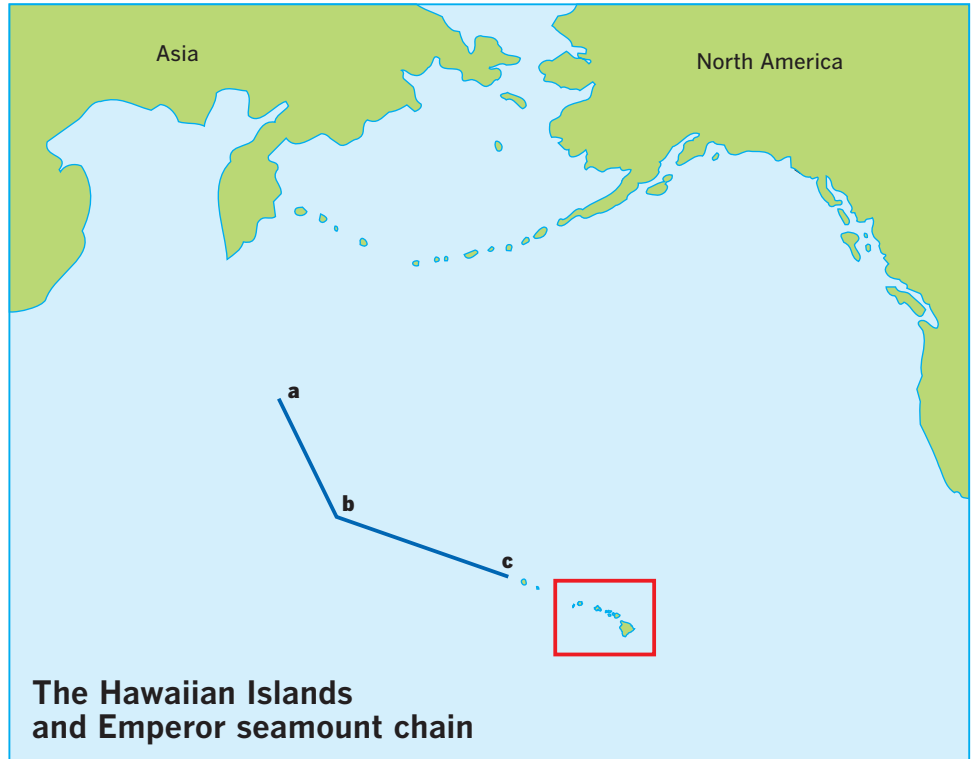 Asia
North America
a
b
c
The Hawaiian Islands
and Emperor seamount chain